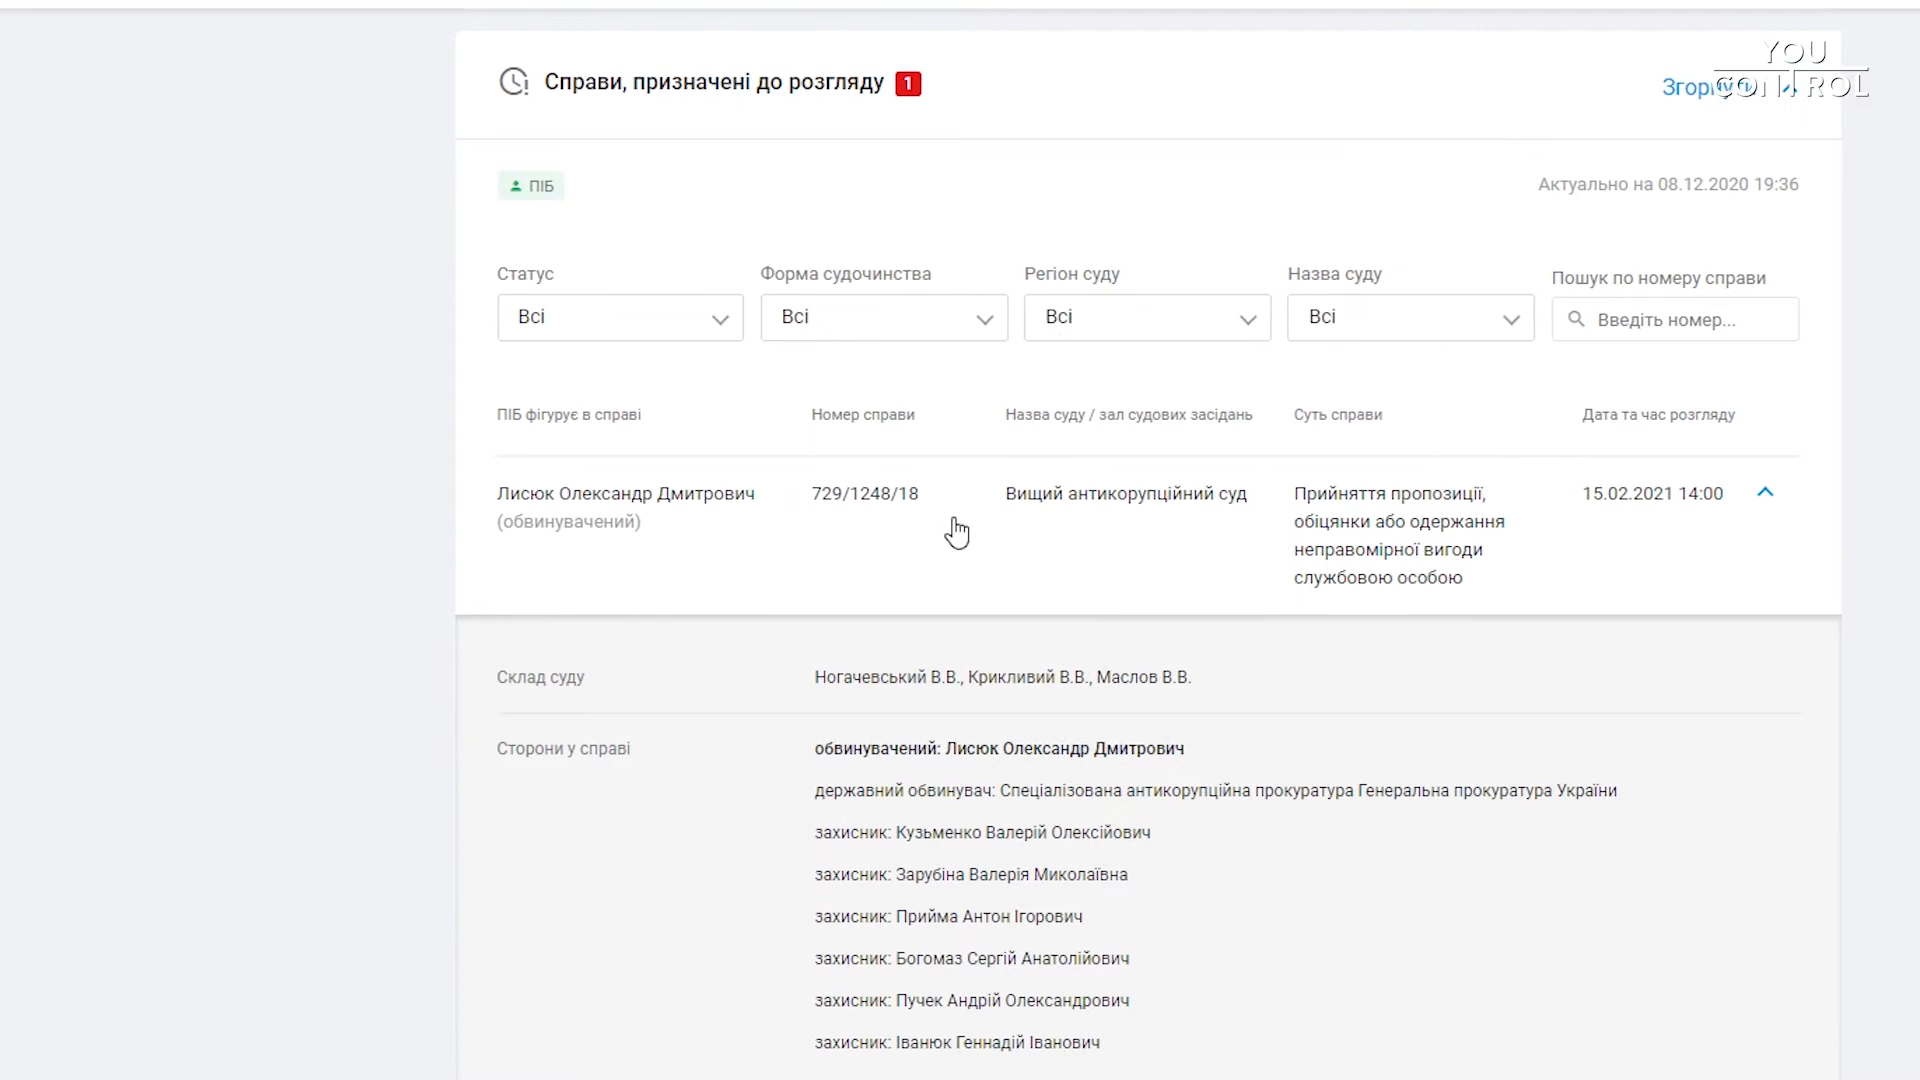 Справи, призначені до розгляду 1
YOU
CONTROL
ПІБ
Актуально на 08.12.2020 19:36
Статус
Форма судочинства
Регіон суду
Назва суду
Пошук по номеру справи
Всі
Всі
Всі
Всі
Введіть номер...
ПІБ фігурує в справі
Номер справи
Назва суду / зал судових засідань
Суть справи
Дата та час розгляду
Лисюк Олександр Дмитрович
(обвинувачений)
729/1248/18
Вищий антикорупційний суд
Прийняття пропозиції,
обіцянки або одержання
неправомірної вигоди
службовою особою
15.02.2021 14:00
Склад суду
Ногачевський В.В., Крикливий В.В., Маслов В.В.
Сторони у справі
обвинувачений: Лисюк Олександр Дмитрович
державний обвинувач: Спеціалізована антикорупційна прокуратура Генеральна прокуратура України
захисник: Кузьменко Валерій Олексійович
захисник: Зарубіна Валерія Миколаївна
захисник: Прийма Антон Ігорович
захисник: Богомаз Сергій Анатолійович
захисник: Пучек Андрій Олександрович
захисник: Іванюк Геннадій Іванович